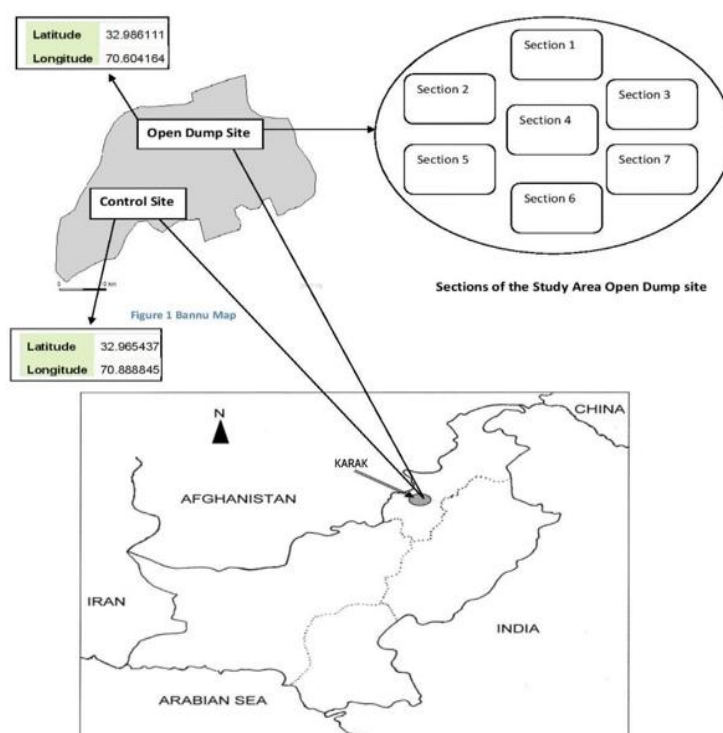 Latitude 32.986111
Longitude 70.604164
Section 1
Section 2
Section 3
Open Dump Site
Section 4
Section 5
Section 7
Control Site
Section 6
Sections of the Study Area Open Dump site
Figure 1 Bannu Map
Latitude 32.965437
Longitude 70.888845
CHINA
N
KARAK
AFGHANISTAN
IRAN
INDIA
ARABIAN SEA